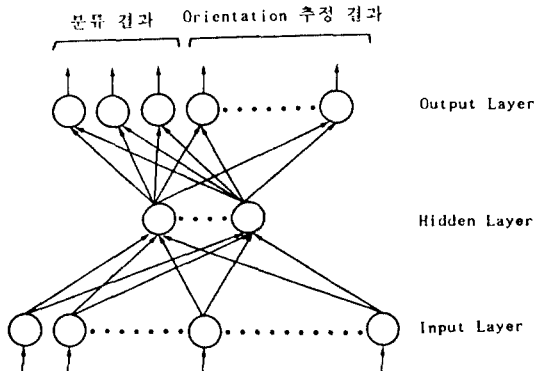 분류 결과
Orientation 추정 결과
Output Layer
Hidden Layer
Input Layer